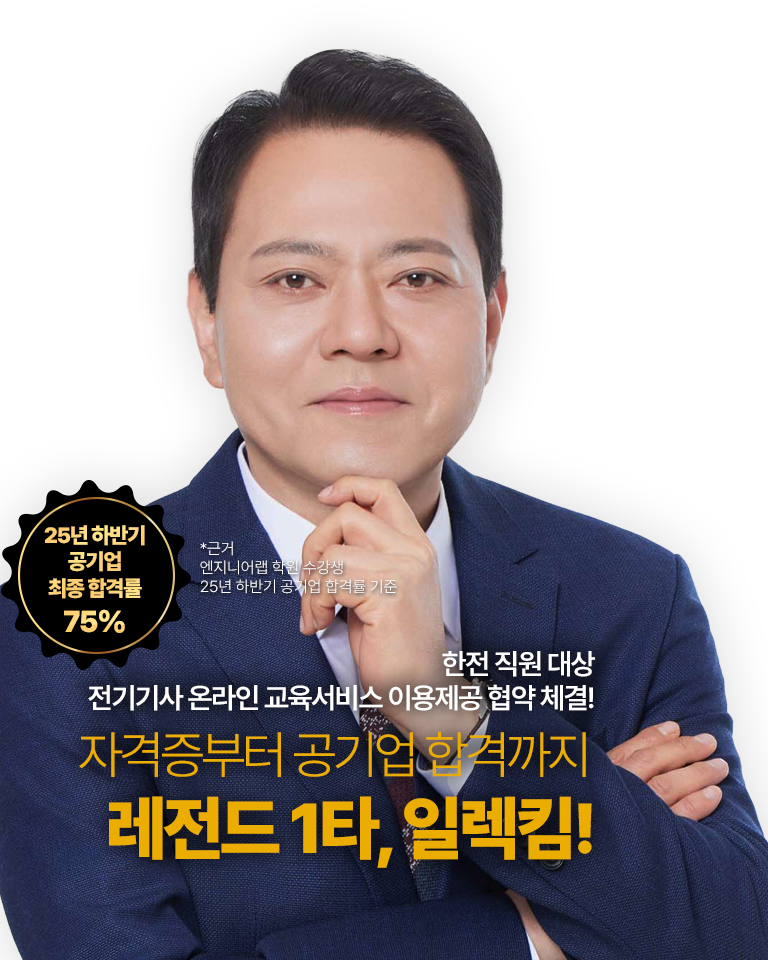 25년 하반기
공기업
최종 합격률
75%
*근거
엔지니어랩 학원 수강생
25년 하반기 공기업 합격률 기준
한전 직원 대상
전기기사 온라인 교육서비스 이용제공 협약 체결!
자격증부터 공기업 합격까지
레전드 1타, 일렉킴!